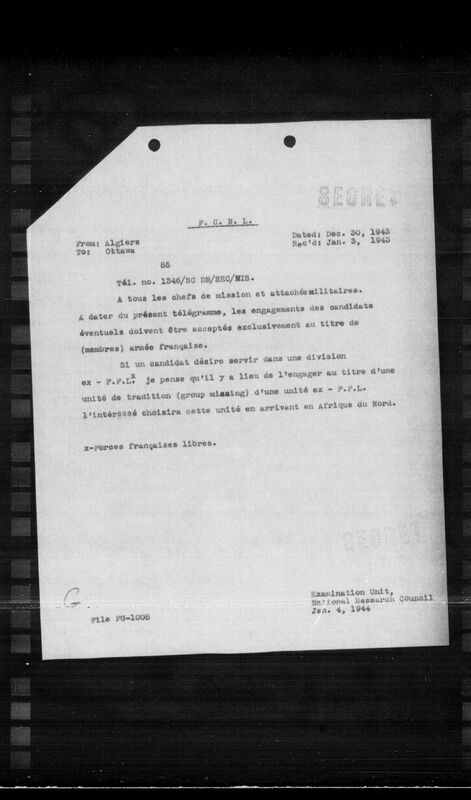 SECRET
F. C. N. L.
From: Algiers
To: Ottawa
Dated: Dec. 30, 1943
Rec'd: Jan. 3, 1943
85
Tél. no. 1346/SC DN/SEC/MIS.
A tous les chefs de mission et attachés militaires.
A dater du présent télégramme, les engagements des candidats
éventuels doivent être acceptés exclusivement au titre de
(membres) armée française.
Si un candidat désire servir dans une division
ex - F.F.L.x je pense qu'il y a lieu de l'engager au titre d'une
unité de tradition (group missing) d'une unité ex - F.F.L.
l'intéressé choisira cette unité en arrivant en Afrique du Nord.
x-Forces françaises libres.
SECRET
G
Examination Unit,
National Research Council
Jan. 4, 1944
File FG-1008